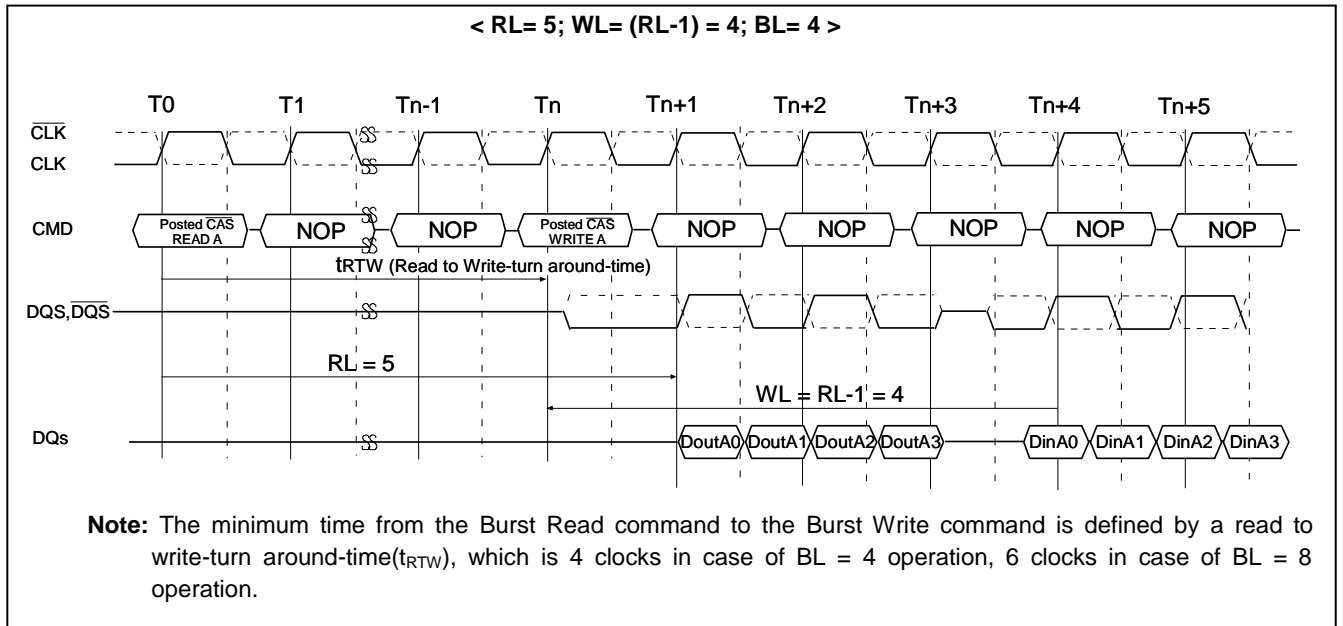 < RL= 5; WL= (RL-1) = 4; BL= 4 >
T0 T1 Tn-1 Tn Tn+1 Tn+2 Tn+3 Tn+4 Tn+5
CLK
CLK
CMD Posted CAS READ A NOP NOP Posted CAS WRITE A NOP NOP NOP NOP NOP
tRTW (Read to Write-turn around-time)
DQS,DQS
RL = 5
WL = RL-1 = 4
DQs DoutA0 DoutA1 DoutA2 DoutA3 DinA0 DinA1 DinA2 DinA3
Note: The minimum time from the Burst Read command to the Burst Write command is defined by a read to
write-turn around-time(tRTW), which is 4 clocks in case of BL = 4 operation, 6 clocks in case of BL = 8
operation.